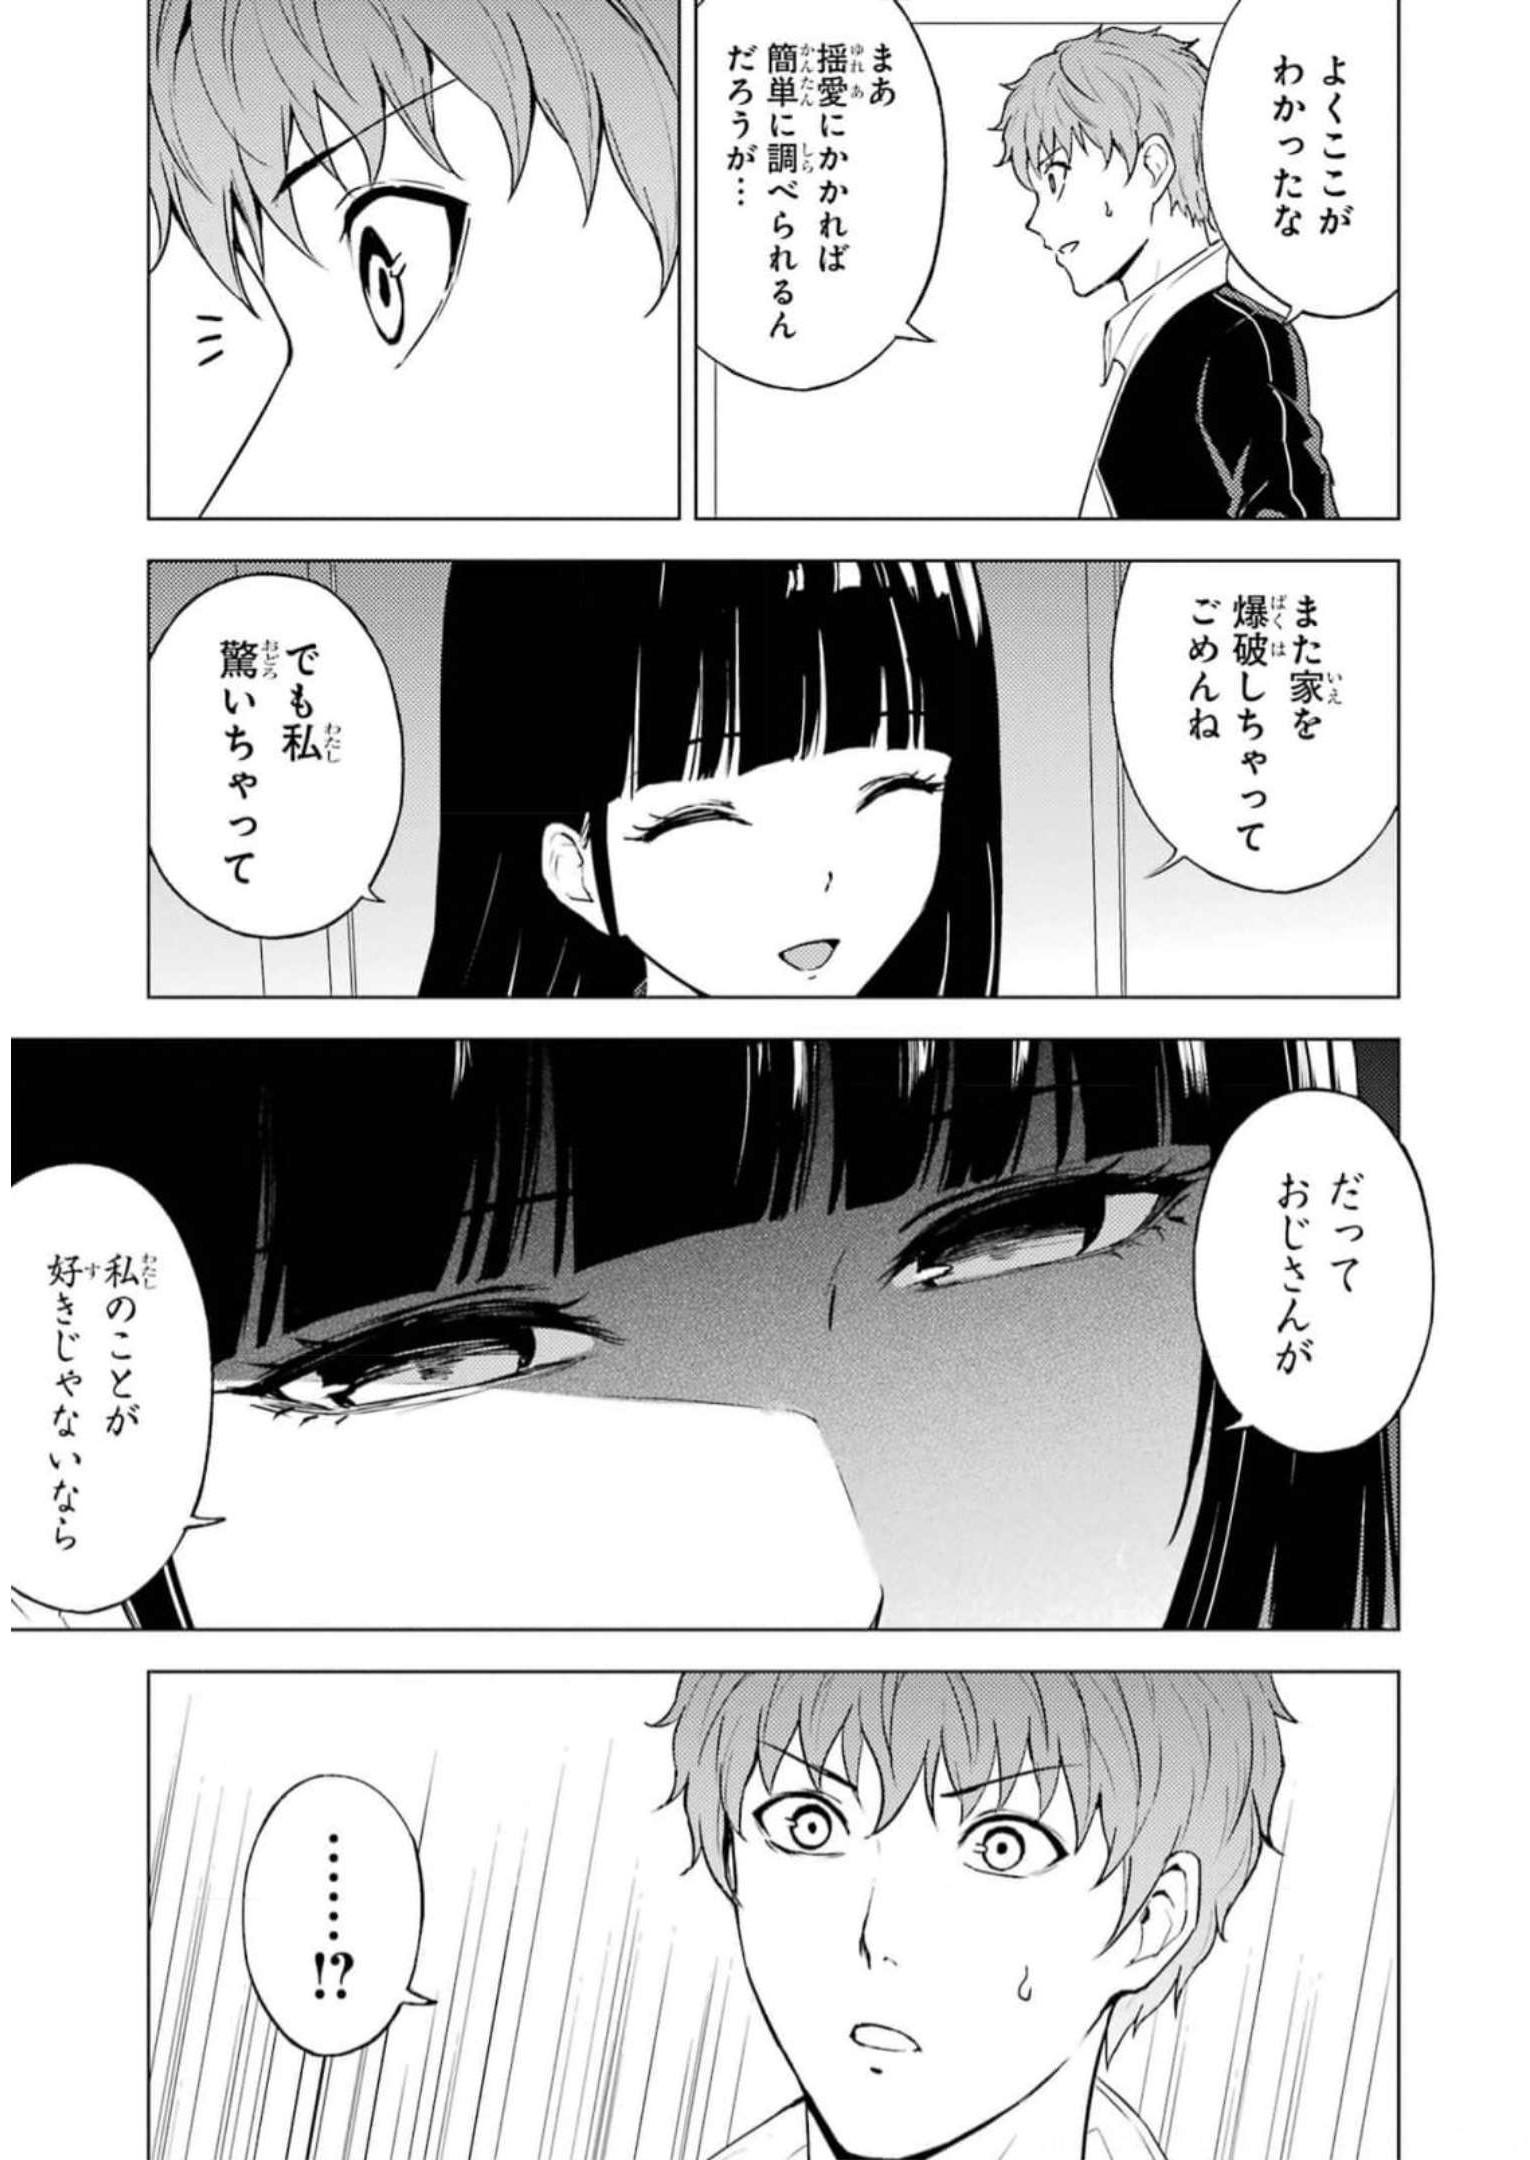 よくここが
わかったな
まあ
揺愛にかかれば
簡単に調べられるん
だろうが…
また家を
爆破しちゃって
ごめんね
でも私
驚いちゃって
だって
おじさんが
私のことが
好きじゃないなら
………!?